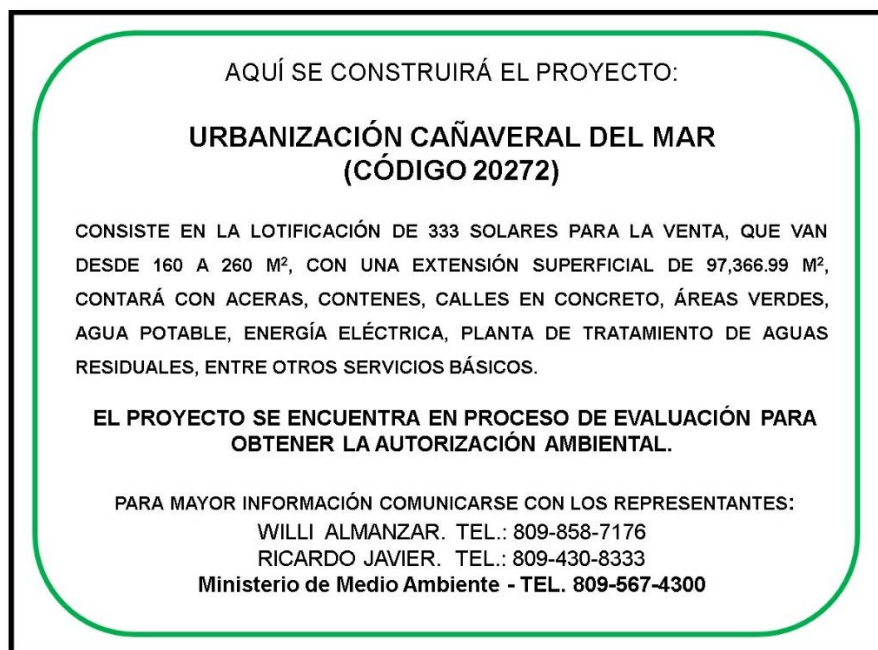 AQUÍ SE CONSTRUIRÁ EL PROYECTO:
URBANIZACIÓN CAÑAVERAL DEL MAR
(CÓDIGO 20272)
CONSISTE EN LA LOTIFICACIÓN DE 333 SOLARES PARA LA VENTA, QUE VAN
DESDE 160 A 260 M², CON UNA EXTENSIÓN SUPERFICIAL DE 97,366.99 M²,
CONTARÁ CON ACERAS, CONTENES, CALLES EN CONCRETO, ÁREAS VERDES,
AGUA POTABLE, ENERGÍA ELÉCTRICA, PLANTA DE TRATAMIENTO DE AGUAS
RESIDUALES, ENTRE OTROS SERVICIOS BÁSICOS.
EL PROYECTO SE ENCUENTRA EN PROCESO DE EVALUACIÓN PARA
OBTENER LA AUTORIZACIÓN AMBIENTAL.
PARA MAYOR INFORMACIÓN COMUNICARSE CON LOS REPRESENTANTES:
WILLI ALMANZAR. TEL.: 809-858-7176
RICARDO JAVIER. TEL.: 809-430-8333
Ministerio de Medio Ambiente - TEL. 809-567-4300